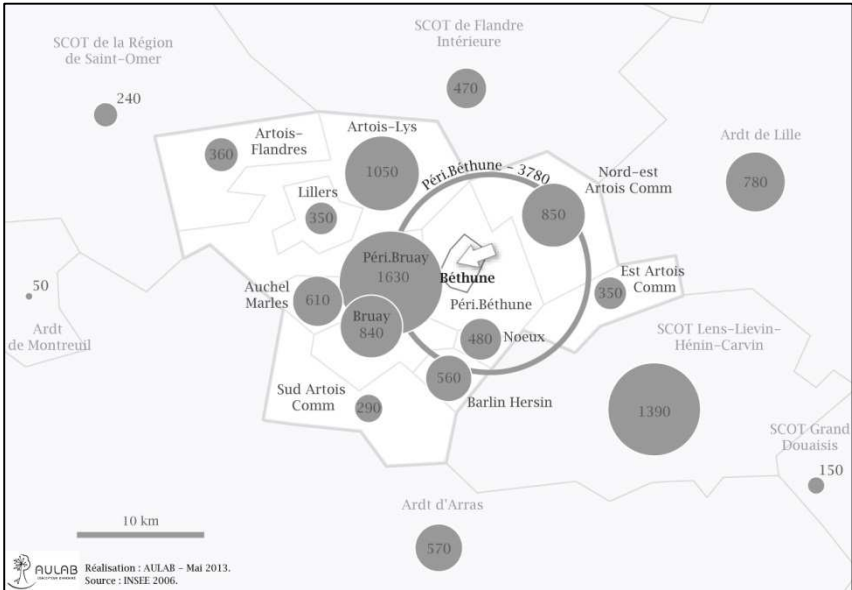 SCOT de Flandre
Intérieure
470
SCOT de la Région
de Saint-Omer
240
Artois-
Flandres
360
Artois-Lys
1050
Péri.Béthune - 3780
Nord-est
Artois Comm
850
Ardt de Lille
780
Lillers
350
Péri.Bruay
1630
Béthune
Péri.Béthune
Est Artois
Comm
350
50
Ardt
de Montreuil
Auchel
Marles
610
Bruay
840
480
Noeux
SCOT Lens-Lievin-
Hénin-Carvin
1390
560
Barlin Hersin
Sud Artois
Comm
290
SCOT Grand
Douaisis
150
10 km
Ardt d'Arras
570
AULAB
Réalisation : AULAB - Mai 2013.
Source : INSEE 2006.